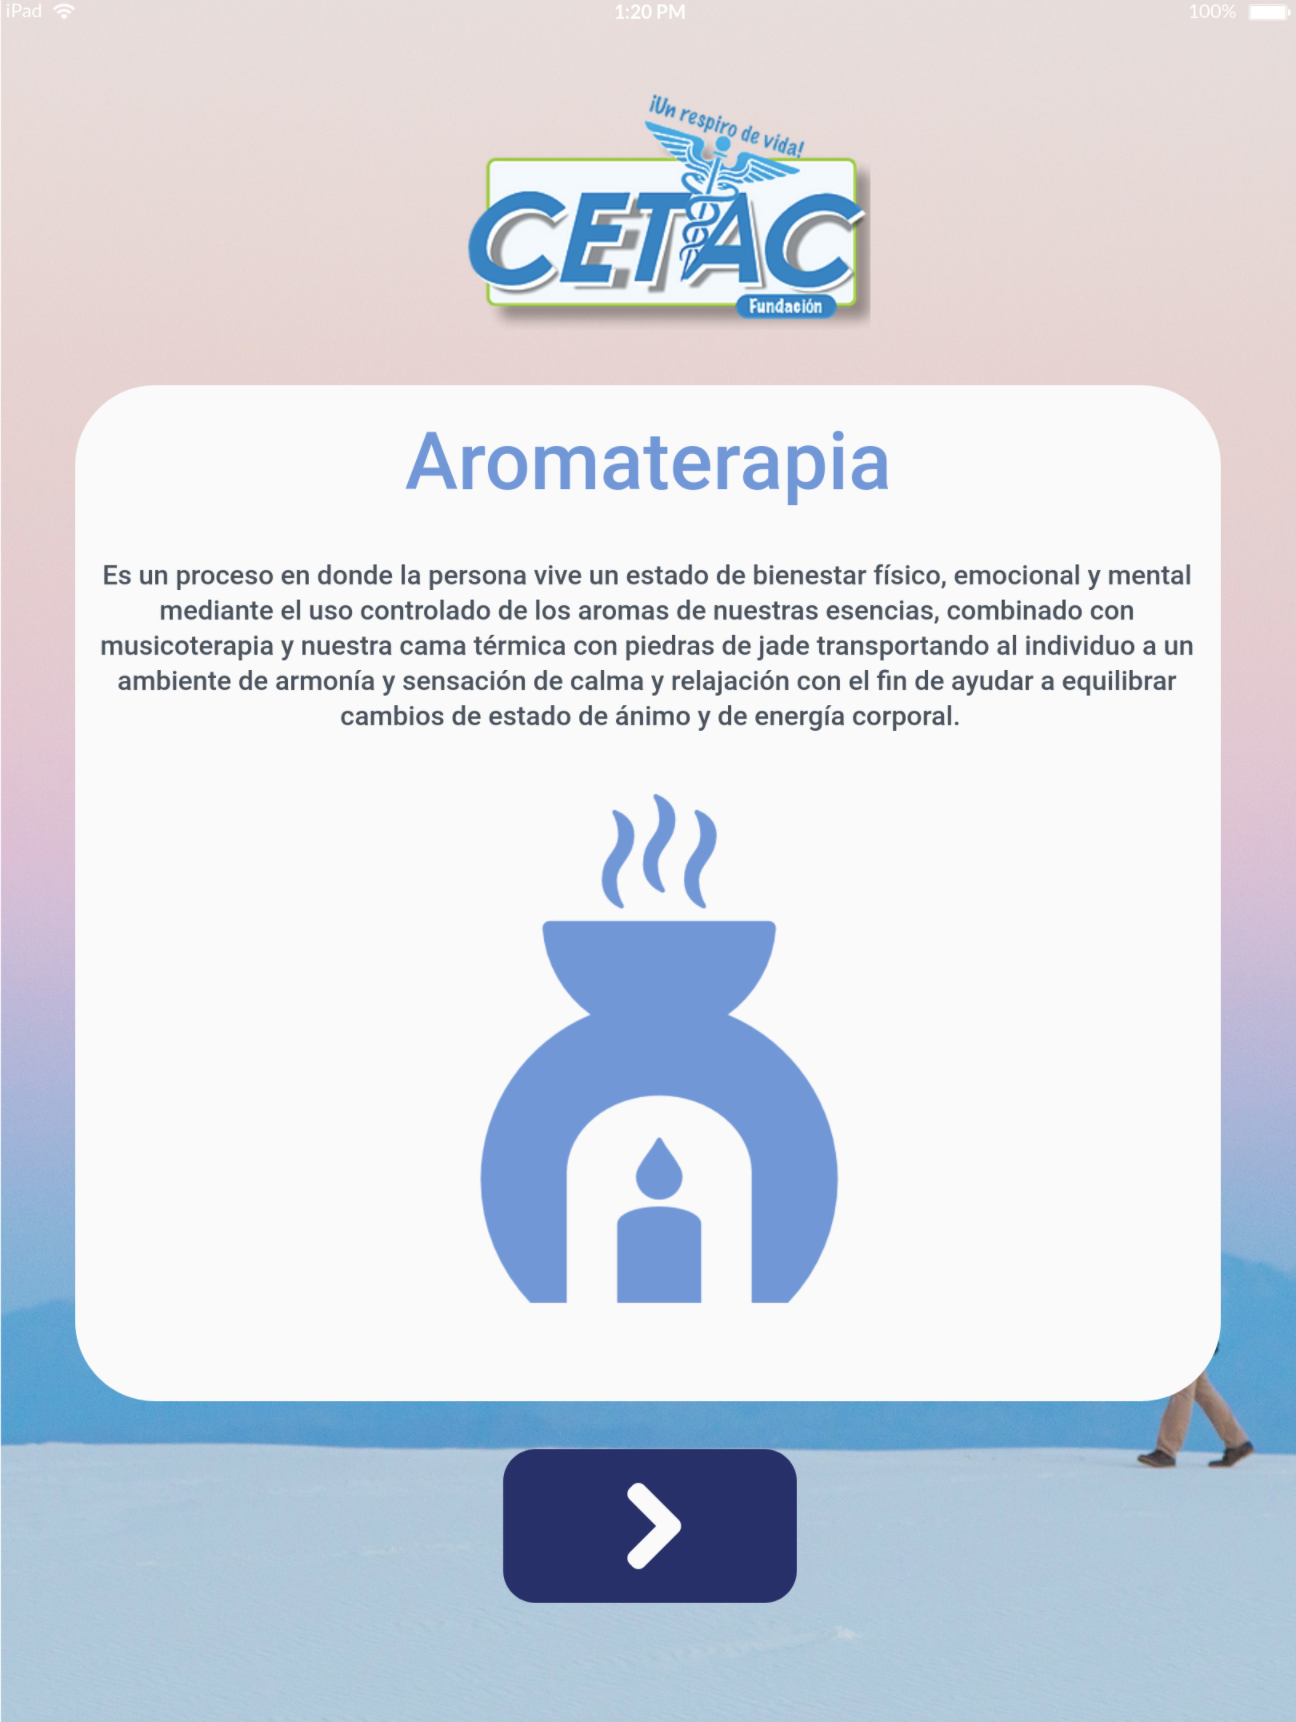 iPad
1:20 PM
100%
¡Un respiro de vida!
CETAC
Fundación
Aromaterapia
Es un proceso en donde la persona vive un estado de bienestar físico, emocional y mental
mediante el uso controlado de los aromas de nuestras esencias, combinado con
musicoterapia y nuestra cama térmica con piedras de jade transportando al individuo a un
ambiente de armonía y sensación de calma y relajación con el fin de ayudar a equilibrar
cambios de estado de ánimo y de energía corporal.